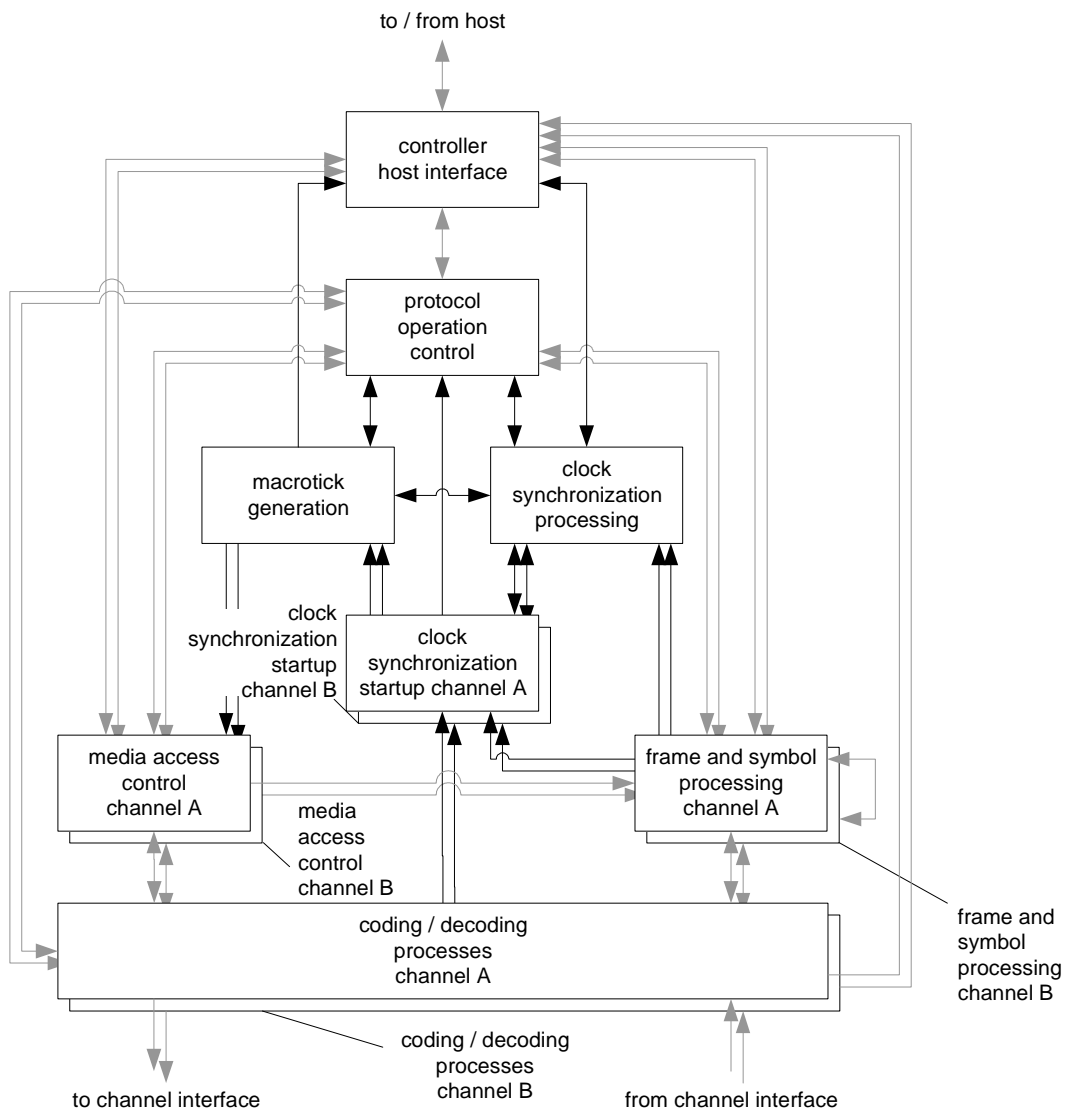 to / from host
controller
host interface
protocol
operation
control
macrotick
generation
clock
synchronization
processing
clock
synchronization
startup
channel B
clock
synchronization
startup channel A
media access
control
channel A
frame and symbol
processing
channel A
media
access
control
channel B
coding / decoding
processes
channel A
frame and
symbol
processing
channel B
coding / decoding
processes
channel B
to channel interface
from channel interface